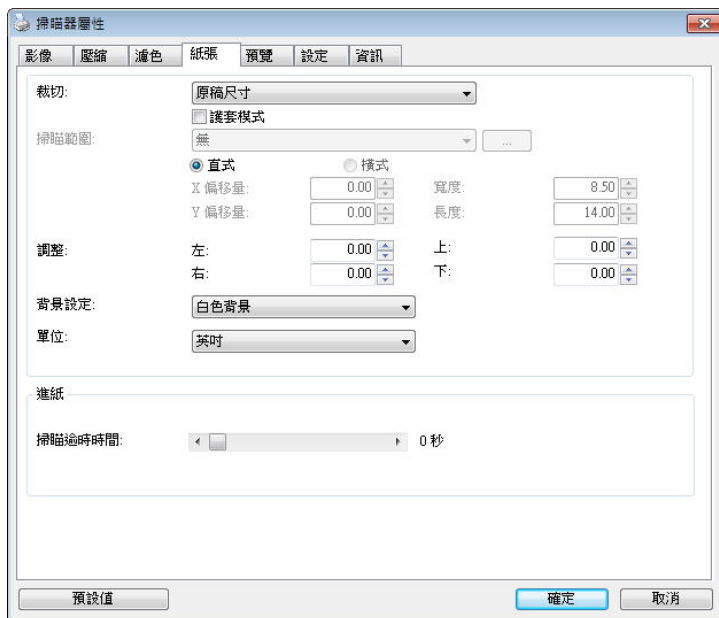 掃瞄器屬性
影像 壓縮 濾色 紙張 預覽 設定 資訊
裁切: 原稿尺寸
護套模式
掃瞄範圍: 無 ...
直式 橫式
X 偏移量: 0.00 寬度: 8.50
Y 偏移量: 0.00 長度: 14.00
調整: 左: 0.00 上: 0.00
右: 0.00 下: 0.00
背景設定: 白色背景
單位: 英吋
進紙
掃瞄逾時時間: 0 秒
預設值 確定 取消